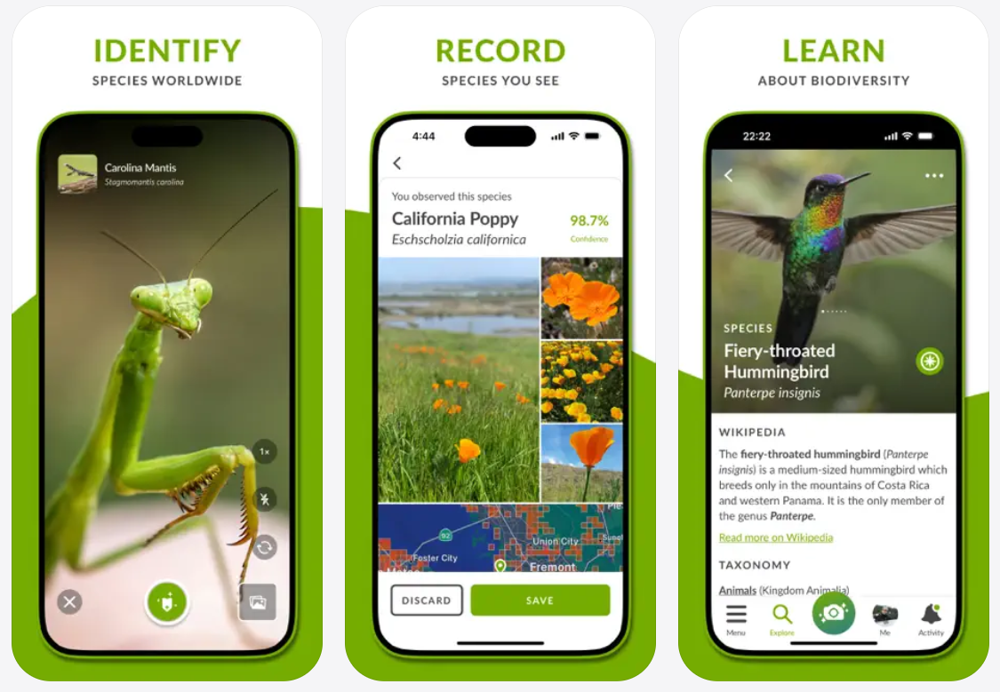 IDENTIFY
SPECIES WORLDWIDE
Carolina Mantis
Stagmomantis carolina
1x
RECORD
SPECIES YOU SEE
4:44
You observed this species
California Poppy
98.7%
Eschscholzia californica
Confidence
92
Union City
Foster City
Fremont
DISCARD
SAVE
LEARN
ABOUT BIODIVERSITY
22:22
SPECIES
Fiery-throated
Hummingbird
Panterpe insignis
WIKIPEDIA
The fiery-throated hummingbird (Panterpe
insignis) is a medium-sized hummingbird which
breeds only in the mountains of Costa Rica
and western Panama. It is the only member of
the genus Panterpe.
Read more on Wikipedia
TAXONOMY
Animals (Kingdom Animalia)
Menu
Explore
Me
Activity